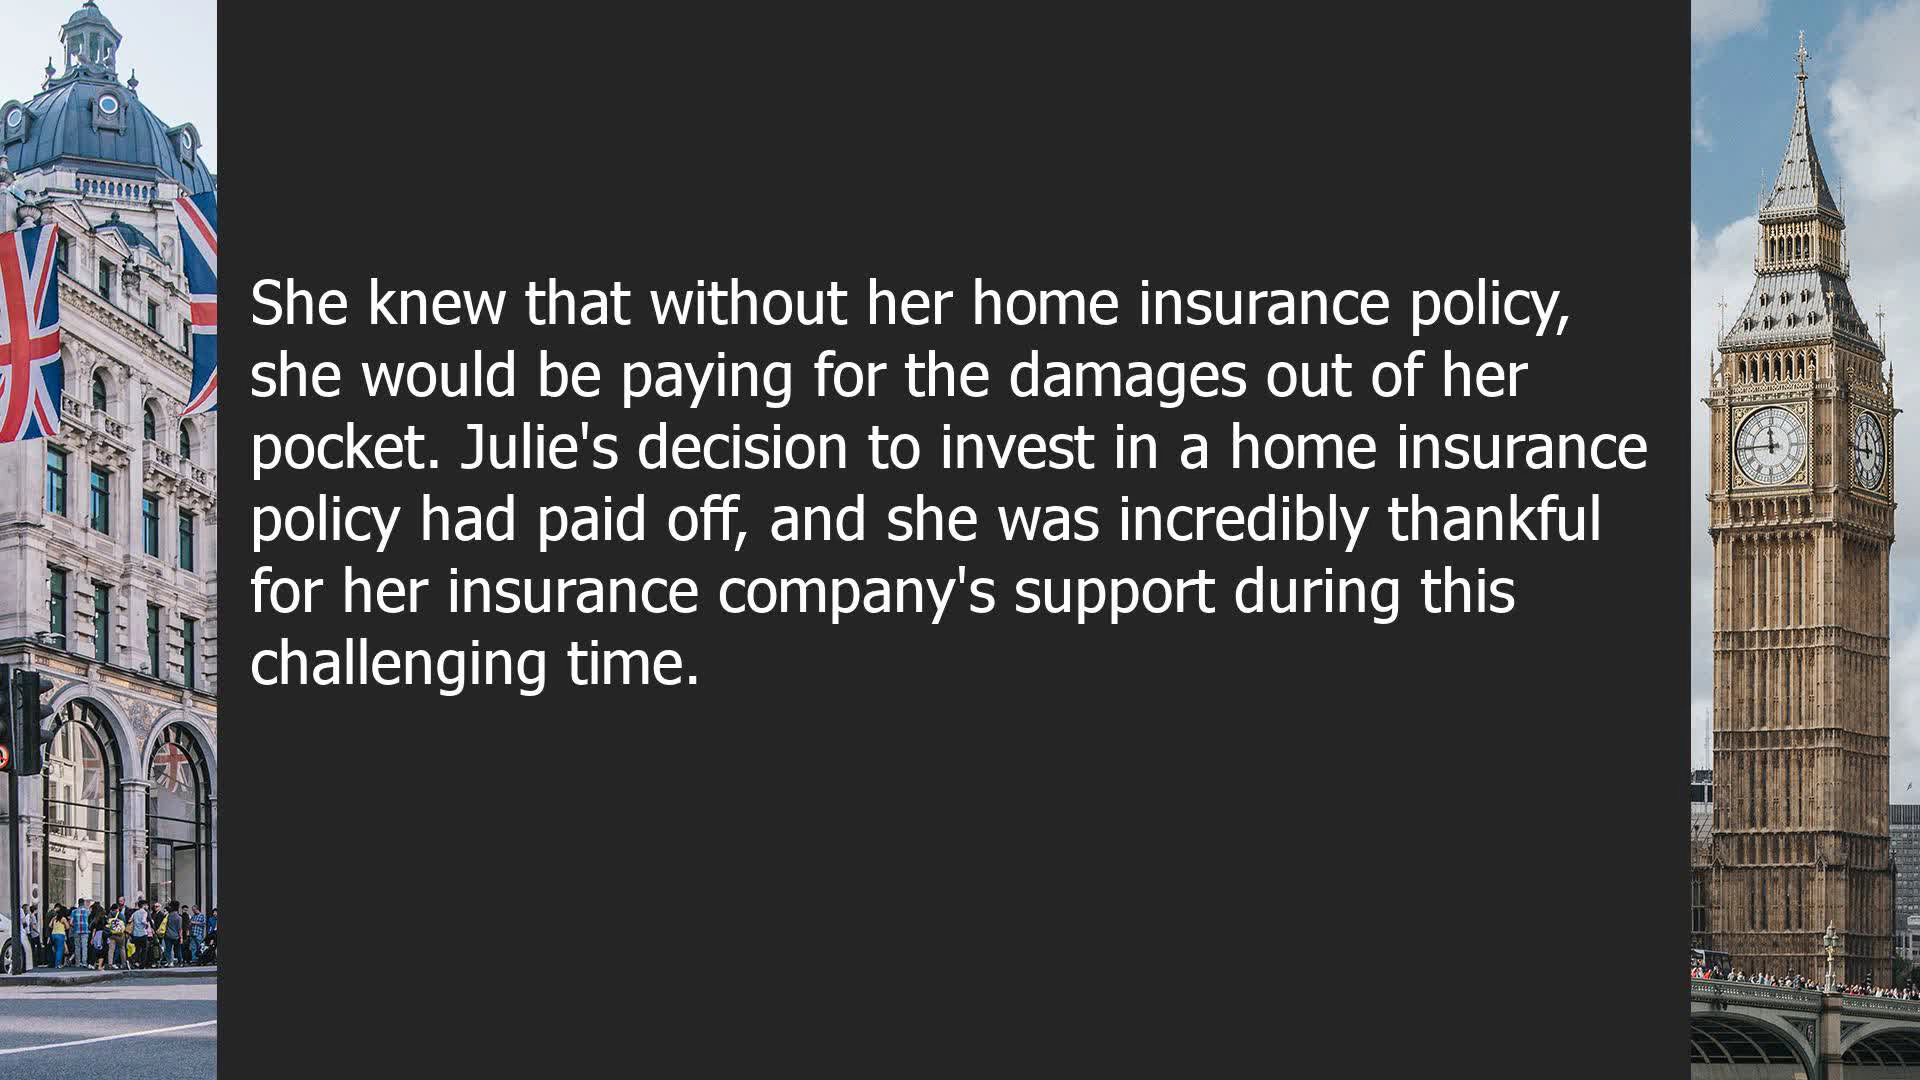 She knew that without her home insurance policy,
she would be paying for the damages out of her
pocket. Julie's decision to invest in a home insurance
policy had paid off, and she was incredibly thankful
for her insurance company's support during this
challenging time.